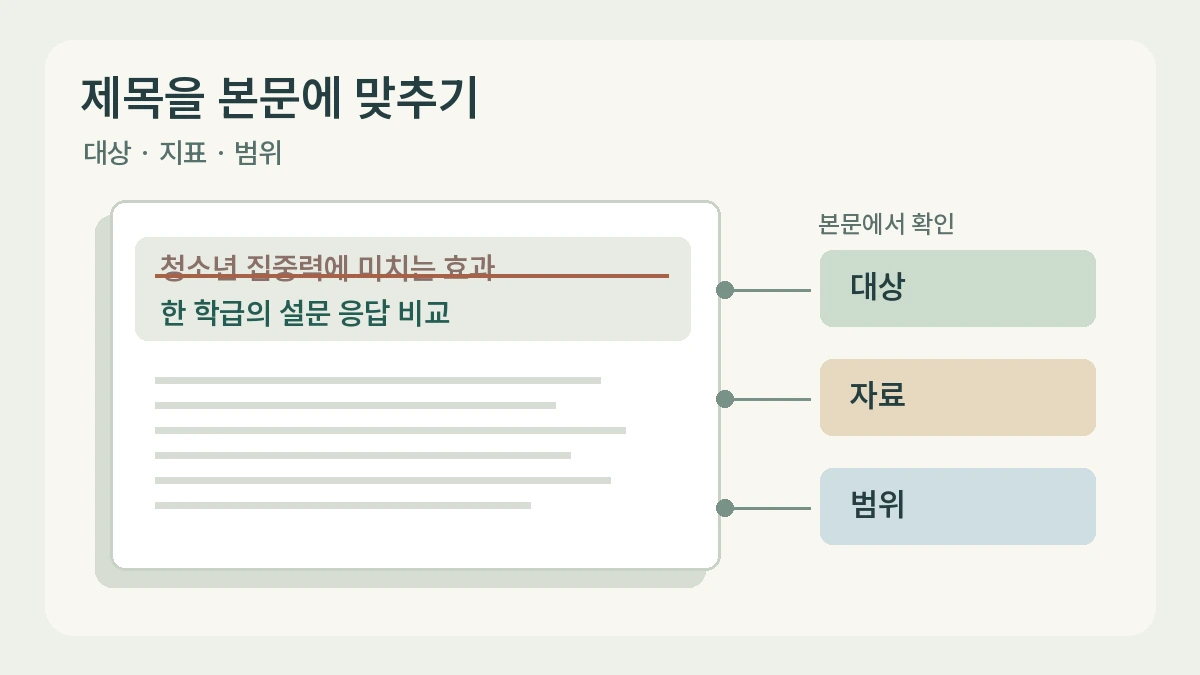 제목을 본문에 맞추기
대상 · 지표 · 범위
청소년 집중력에 미치는 효과
한 학급의 설문 응답 비교
본문에서 확인
대상
자료
범위